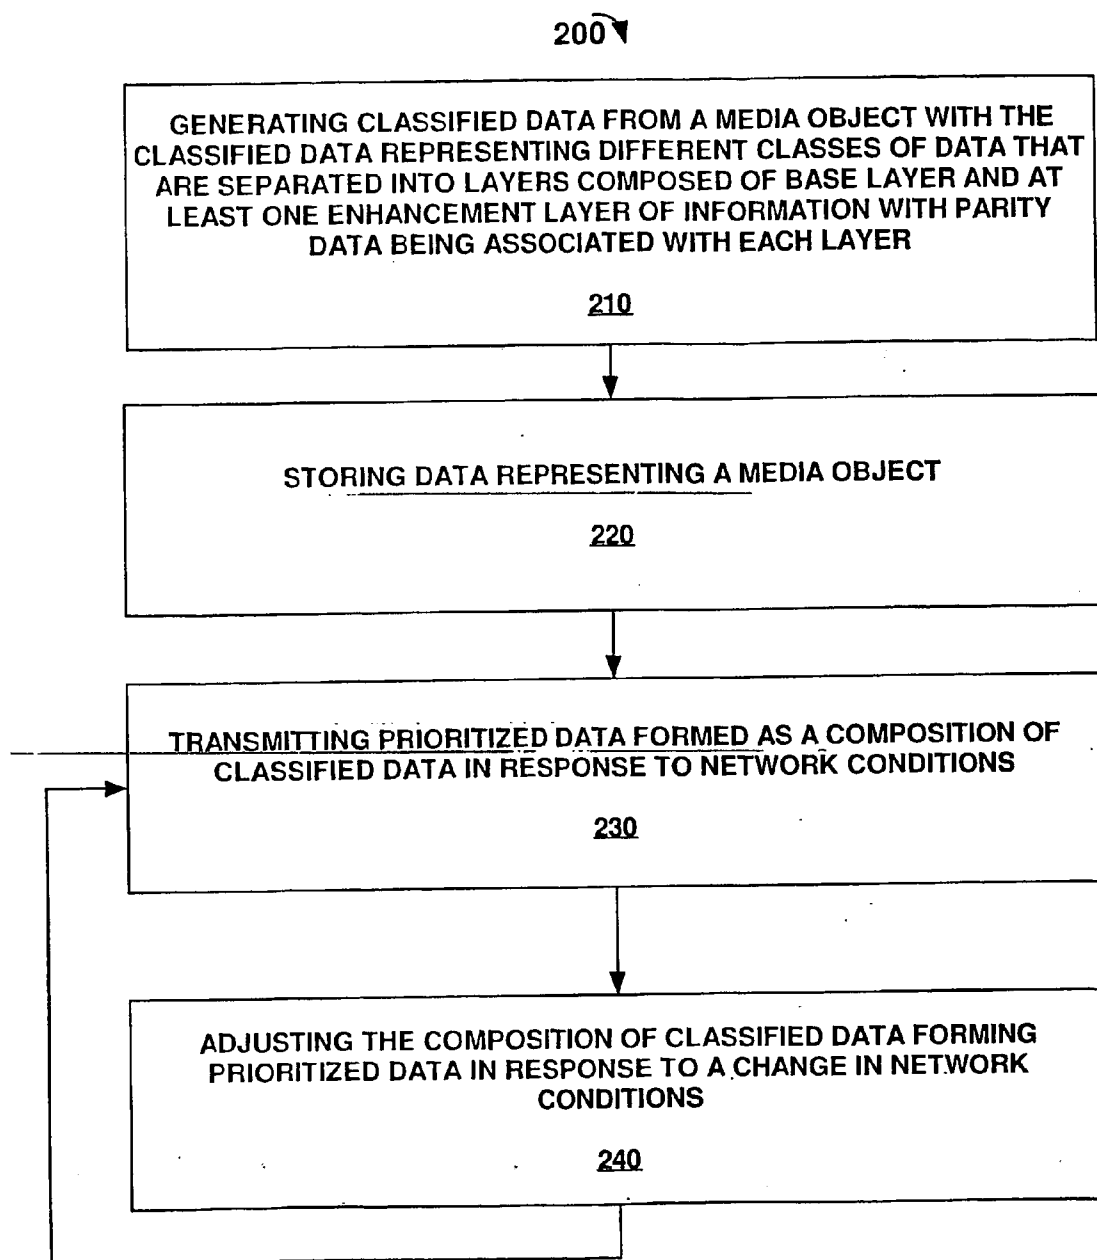 200
GENERATING CLASSIFIED DATA FROM A MEDIA OBJECT WITH THE
CLASSIFIED DATA REPRESENTING DIFFERENT CLASSES OF DATA THAT
ARE SEPARATED INTO LAYERS COMPOSED OF BASE LAYER AND AT
LEAST ONE ENHANCEMENT LAYER OF INFORMATION WITH PARITY
DATA BEING ASSOCIATED WITH EACH LAYER
210
STORING DATA REPRESENTING A MEDIA OBJECT
220
TRANSMITTING PRIORITIZED DATA FORMED AS A COMPOSITION OF
CLASSIFIED DATA IN RESPONSE TO NETWORK CONDITIONS
230
ADJUSTING THE COMPOSITION OF CLASSIFIED DATA FORMING
PRIORITIZED DATA IN RESPONSE TO A CHANGE IN NETWORK
CONDITIONS
240